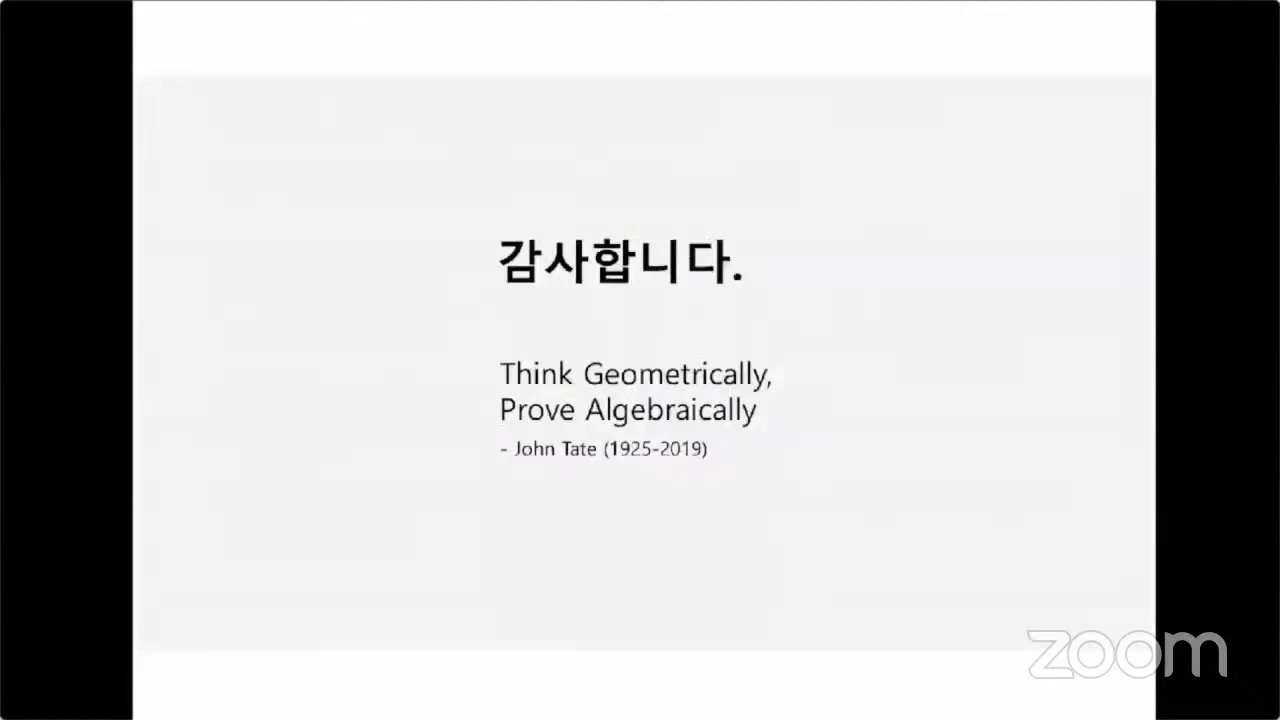 감사합니다.
Think Geometrically,
Prove Algebraically
- John Tate (1925-2019)
zoom